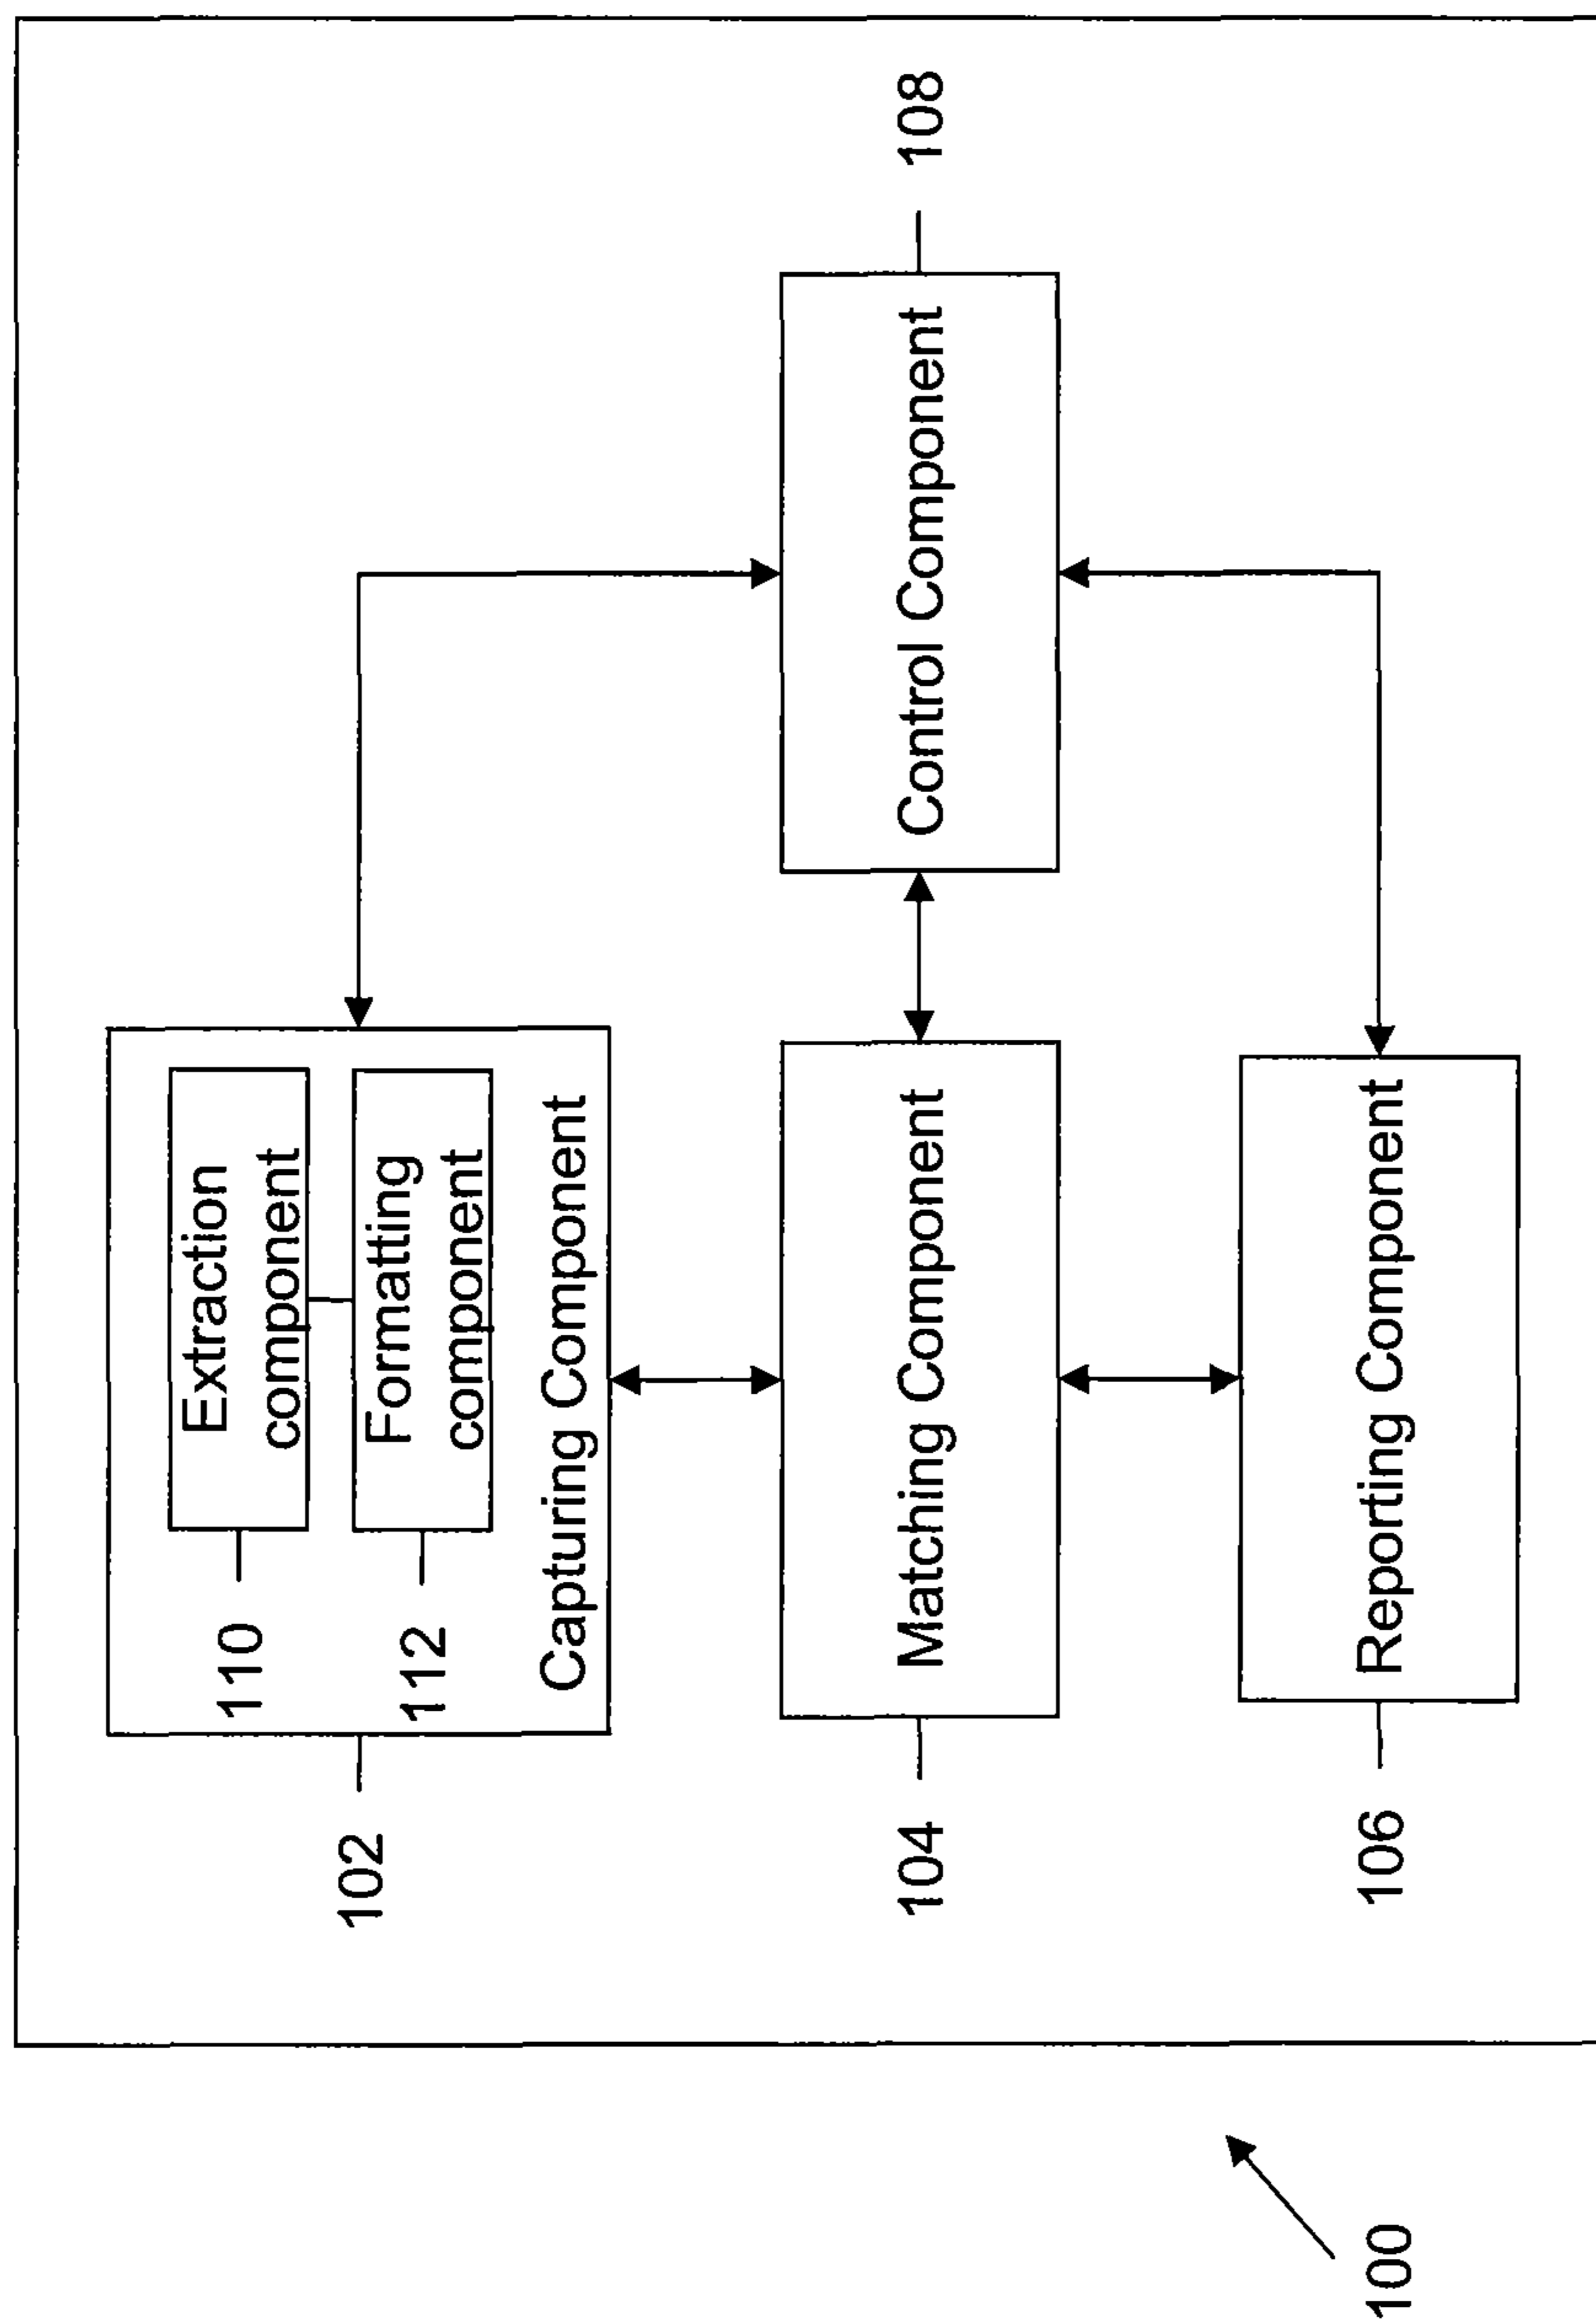 110
Extraction
component
112
Formatting
component
Capturing Component
102
104
Matching Component
Control Component
108
106
Reporting Component
100